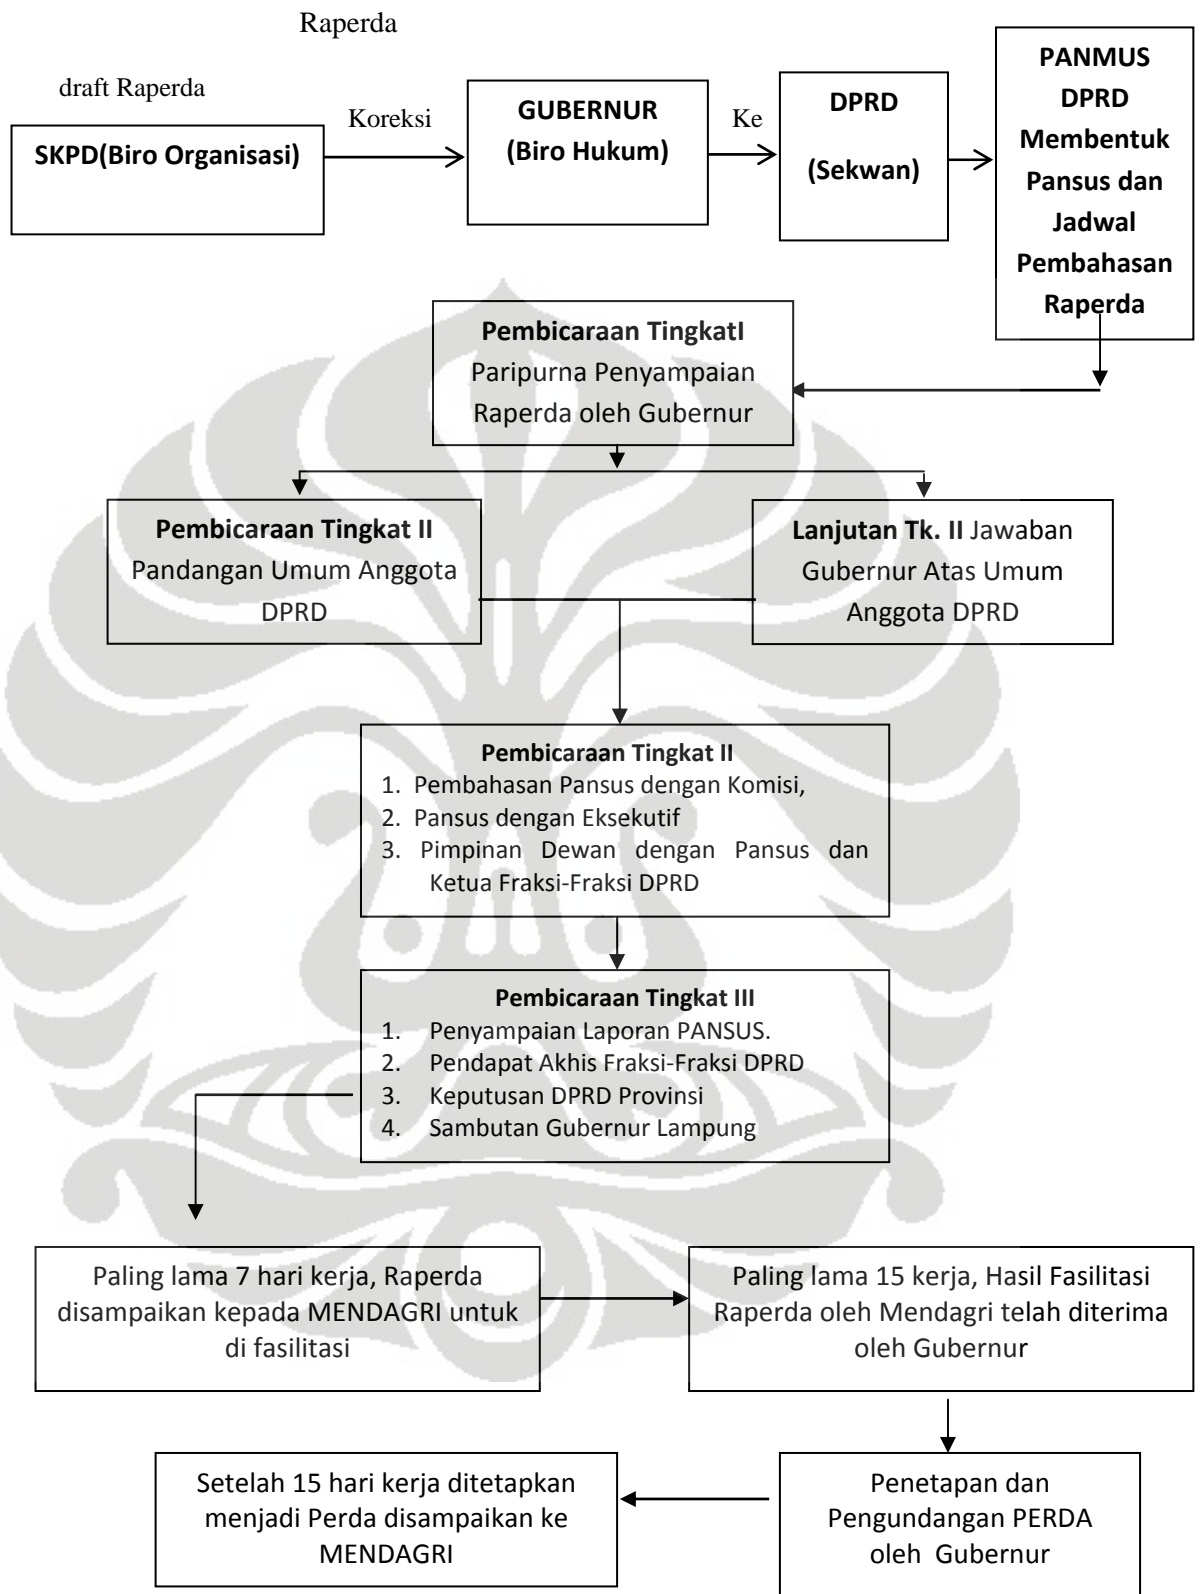 Raperda
draft Raperda
SKPD(Biro Organisasi)
Koreksi
GUBERNUR
(Biro Hukum)
Ke
DPRD
(Sekwan)
PANMUS
DPRD
Membentuk
Pansus dan
Jadwal
Pembahasan
Raperda
Pembicaraan TingkatI
Paripurna Penyampaian
Raperda oleh Gubernur
Pembicaraan Tingkat II
Pandangan Umum Anggota
DPRD
Lanjutan Tk. II Jawaban
Gubernur Atas Umum
Anggota DPRD
Pembicaraan Tingkat II
1. Pembahasan Pansus dengan Komisi,
2. Pansus dengan Eksekutif
3. Pimpinan Dewan dengan Pansus dan
Ketua Fraksi-Fraksi DPRD
Pembicaraan Tingkat III
1. Penyampaian Laporan PANSUS.
2. Pendapat Akhis Fraksi-Fraksi DPRD
3. Keputusan DPRD Provinsi
4. Sambutan Gubernur Lampung
Paling lama 7 hari kerja, Raperda
disampaikan kepada MENDAGRI untuk
di fasilitasi
Paling lama 15 kerja, Hasil Fasilitasi
Raperda oleh Mendagri telah diterima
oleh Gubernur
Penetapan dan
Pengundangan PERDA
oleh Gubernur
Setelah 15 hari kerja ditetapkan
menjadi Perda disampaikan ke
MENDAGRI